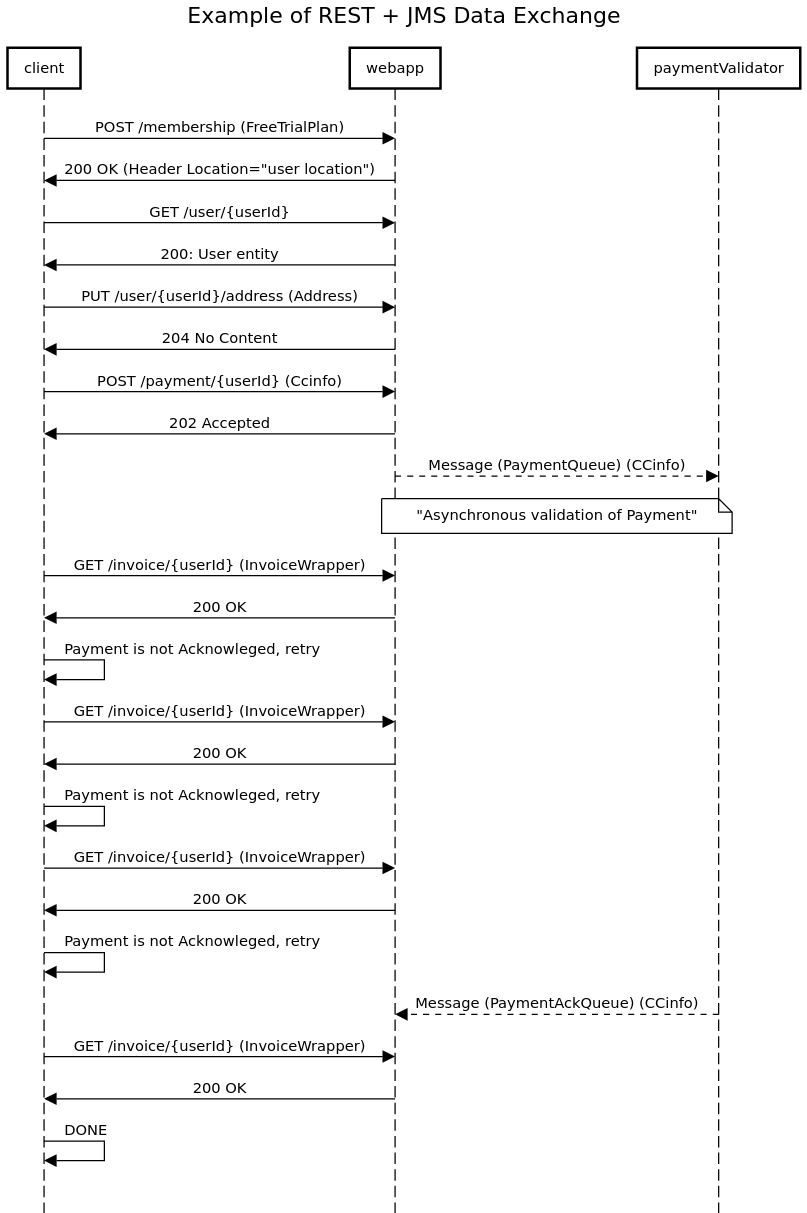 Example of REST + JMS Data Exchange
client
webapp
paymentValidator
POST /membership (FreeTrialPlan)
200 OK (Header Location="user location")
GET /user/{userId}
200: User entity
PUT /user/{userId}/address (Address)
204 No Content
POST /payment/{userId} (Ccinfo)
202 Accepted
Message (PaymentQueue) (CCinfo)
"Asynchronous validation of Payment"
GET /invoice/{userId} (InvoiceWrapper)
200 OK
Payment is not Acknowleged, retry
GET /invoice/{userId} (InvoiceWrapper)
200 OK
Payment is not Acknowleged, retry
GET /invoice/{userId} (InvoiceWrapper)
200 OK
Payment is not Acknowleged, retry
Message (PaymentAckQueue) (CCinfo)
GET /invoice/{userId} (InvoiceWrapper)
200 OK
DONE